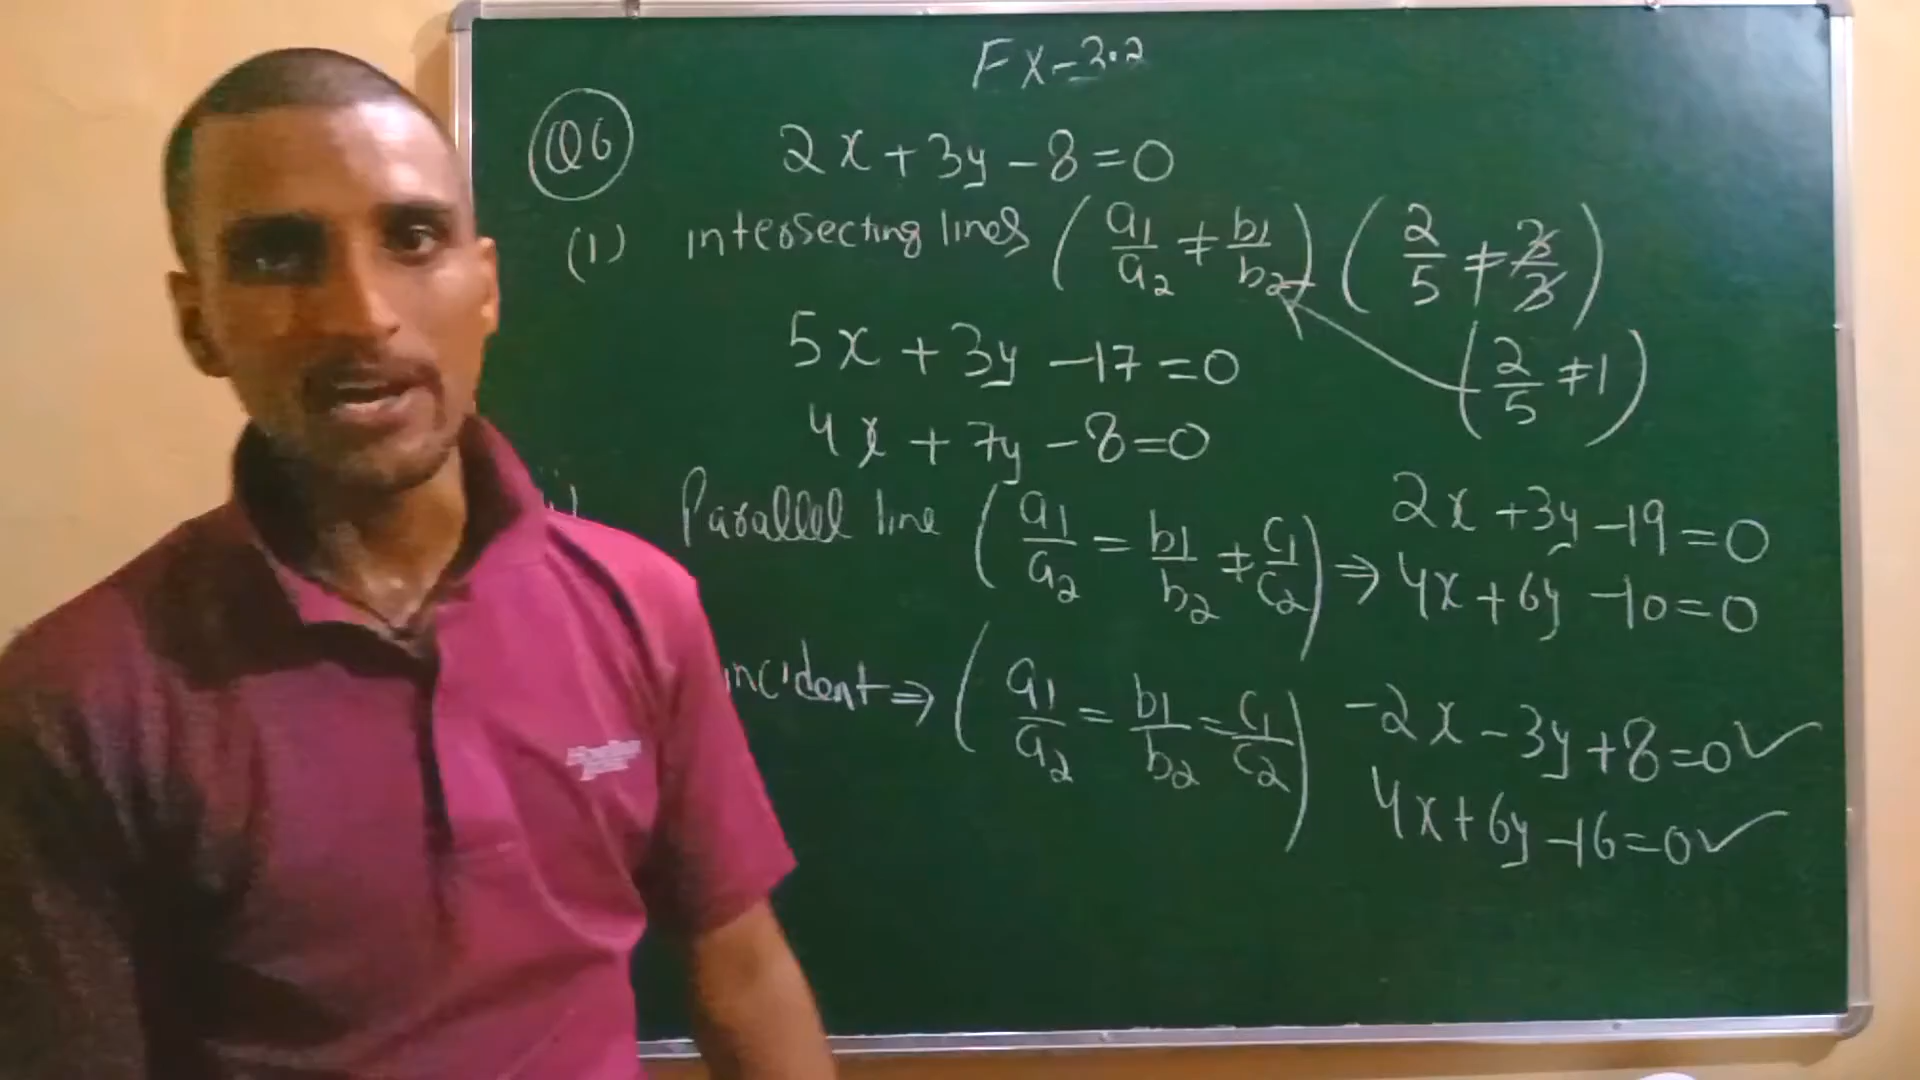 Ex-3.2
Q6 2x+3y-8=0
(i) intersecting lines (a1/a2 ≠ b1/b2) (2/5 ≠ 3/3)
5x+3y-17=0 (2/5 ≠ 1)
4x+7y-8=0
Parallel line (a1/a2 = b1/b2 ≠ c1/c2) ⇒ 2x+3y-19=0
4x+6y-10=0
incident ⇒ (a1/a2 = b1/b2 = c1/c2) -2x-3y+8=0 ✓
4x+6y-16=0 ✓